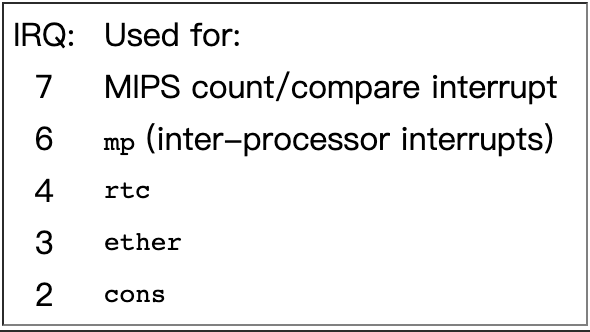 IRQ: Used for:
7 MIPS count/compare interrupt
6 mp (inter-processor interrupts)
4 rtc
3 ether
2 cons